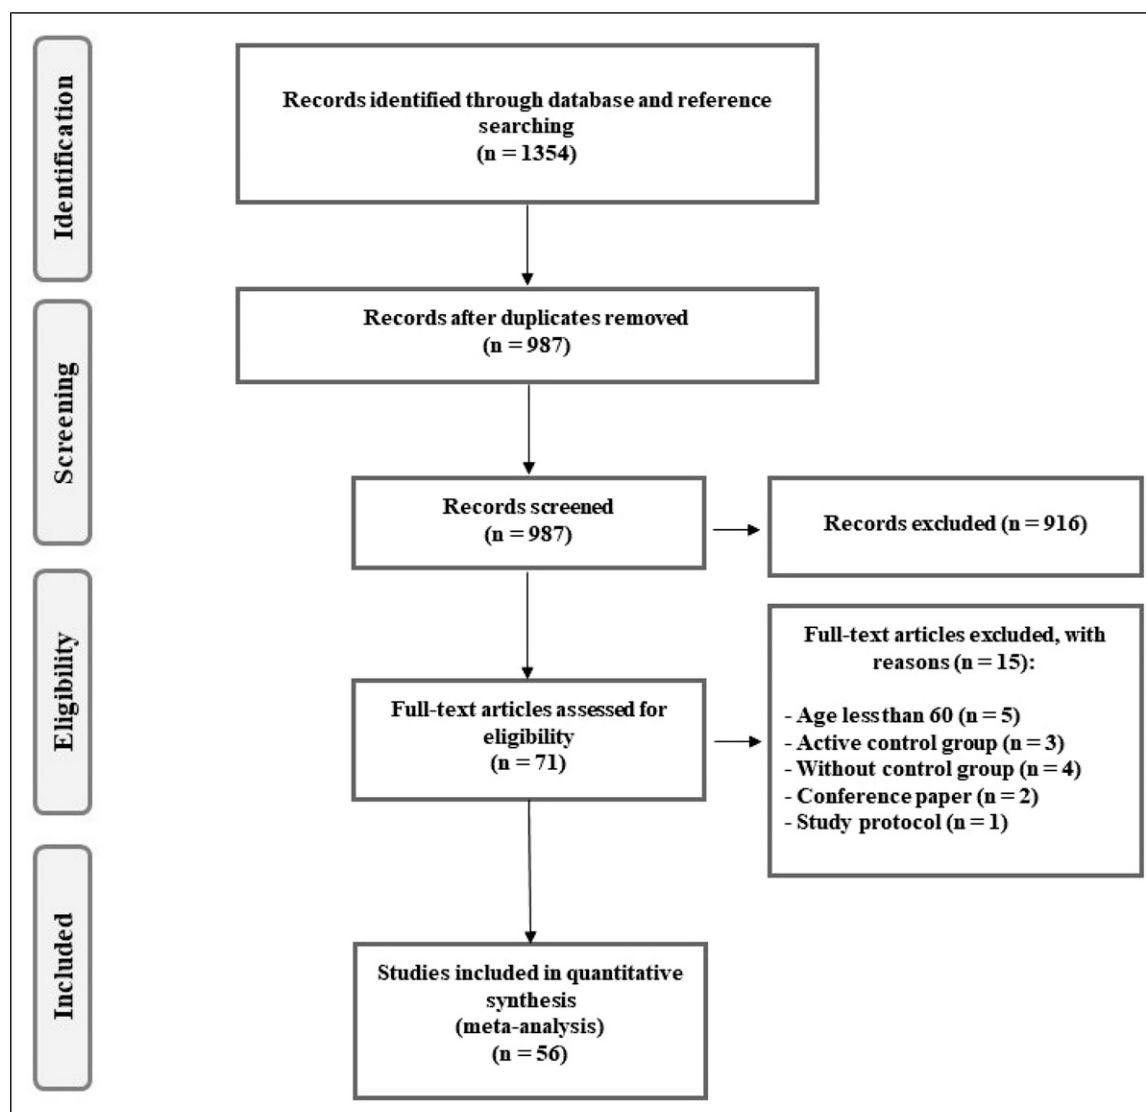 Identification
Records identified through database and reference
searching
(n = 1354)
Screening
Records after duplicates removed
(n = 987)
Records screened
(n = 987)
Records excluded (n = 916)
Eligibility
Full-text articles assessed for
eligibility
(n = 71)
Full-text articles excluded, with
reasons (n = 15):
- Age less than 60 (n = 5)
- Active control group (n = 3)
- Without control group (n = 4)
- Conference paper (n = 2)
- Study protocol (n = 1)
Included
Studies included in quantitative
synthesis
(meta-analysis)
(n = 56)